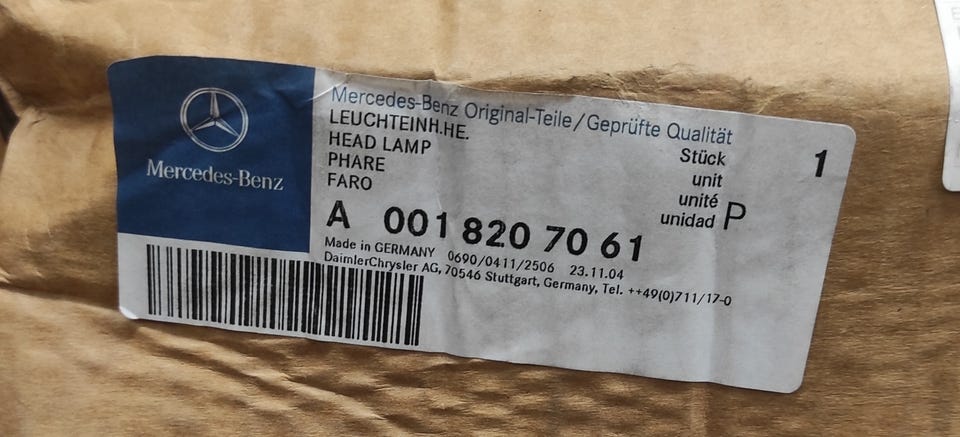 Mercedes-Benz
Mercedes-Benz Original-Teile/Geprüfte Qualität
LEUCHTEINH.HE.
HEAD LAMP
PHARE
FARO
Stück
unit
unité
unidad P
1
A 001 820 70 61
Made in GERMANY 0690/0411/2506 23.11.04
DaimlerChrysler AG, 70546 Stuttgart, Germany, Tel. ++49(0)711/17-0